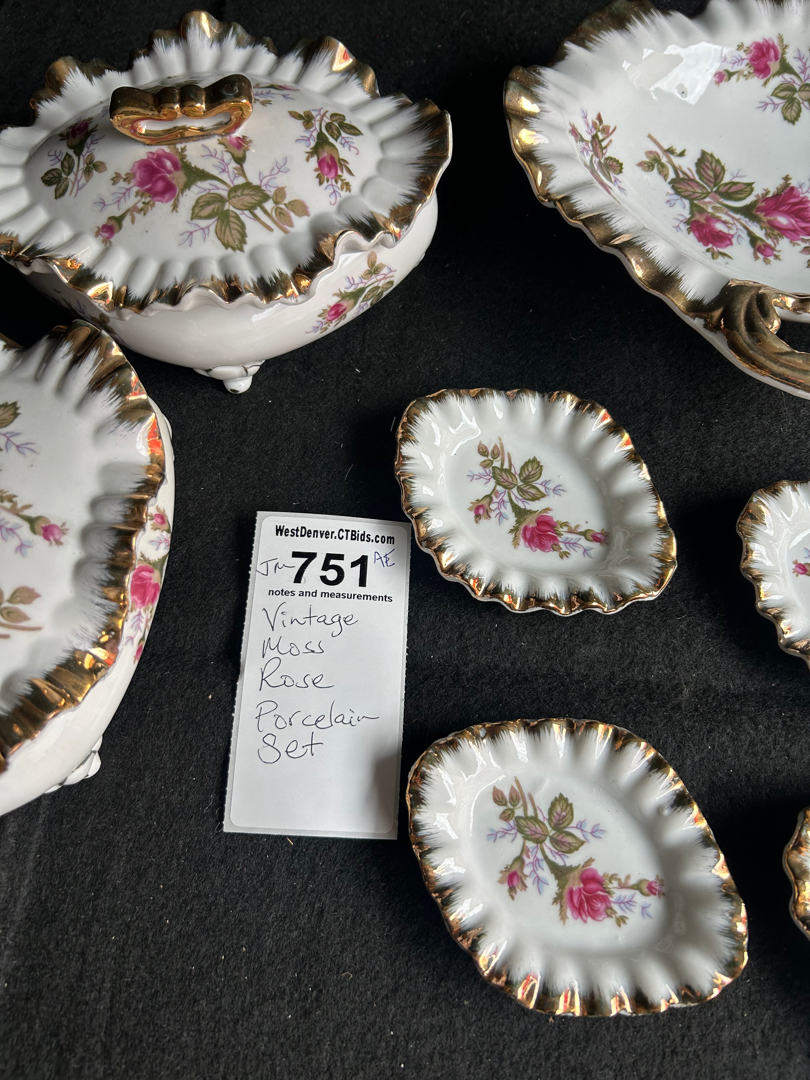 WestDenver.CTBids.com
JM 751 AE
notes and measurements
Vintage
Moss
Rose
Porcelain
Set